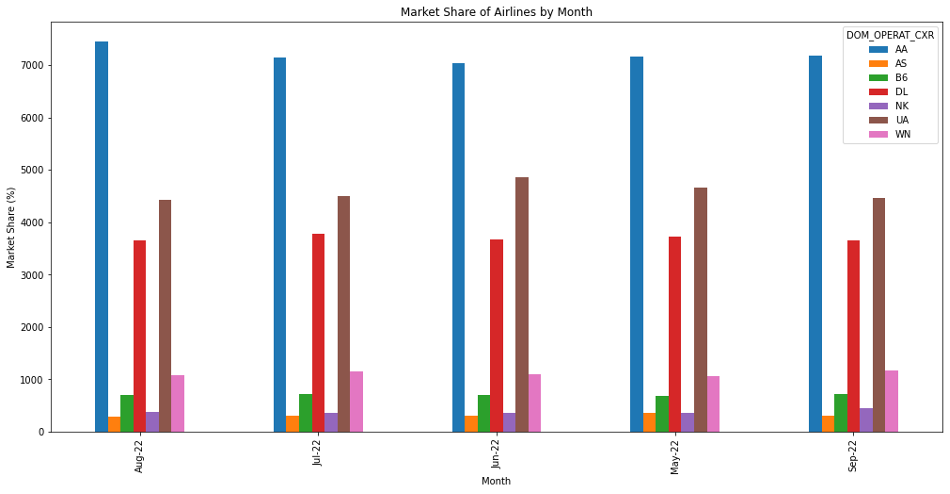 Market Share of Airlines by Month
DOM_OPERAT_CXR
AA
AS
B6
DL
NK
UA
WN
Market Share (%)
7000
6000
5000
4000
3000
2000
1000
0
Aug-22
Jul-22
Jun-22
May-22
Sep-22
Month